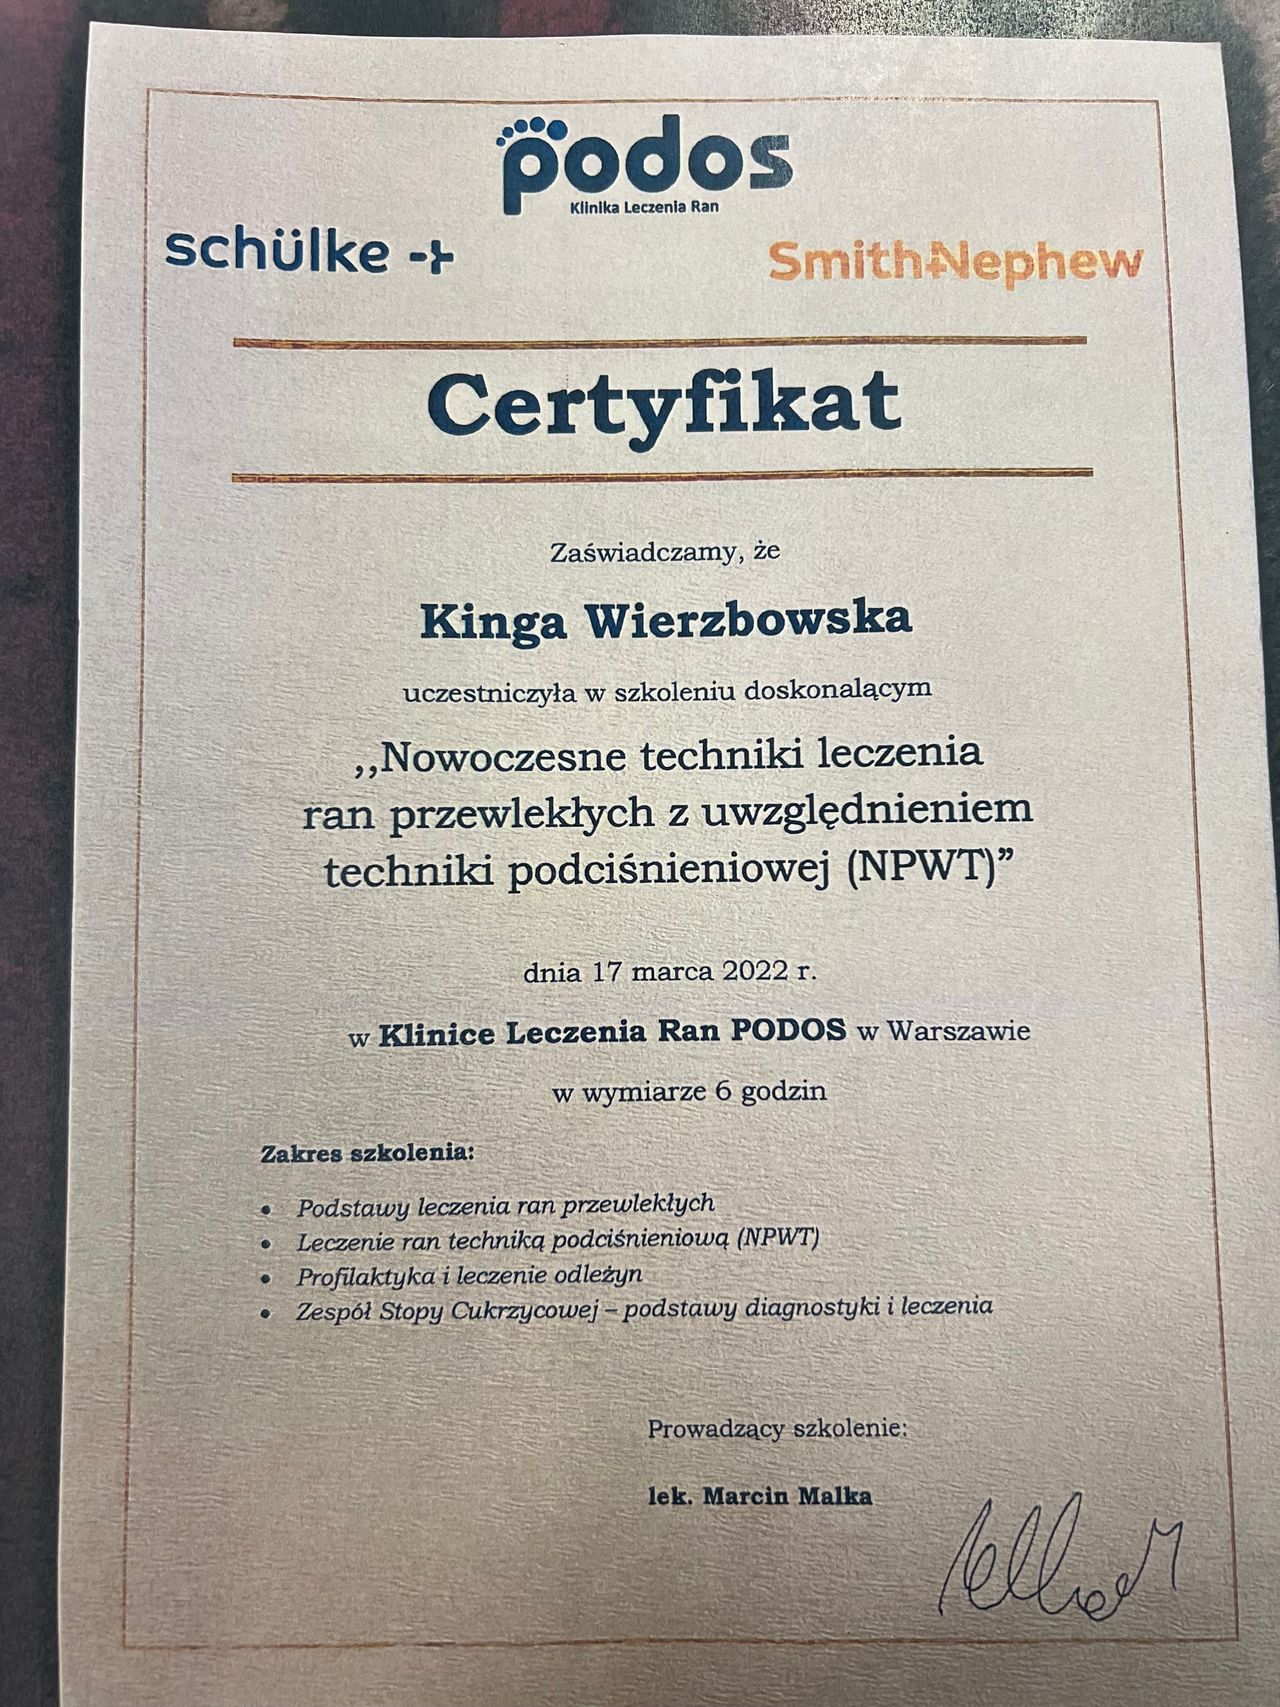 podos
Klinika Leczenia Ran
schülke -+
Smith+Nephew
Certyfikat
Zaświadczamy, że
Kinga Wierzbowska
uczestniczyła w szkoleniu doskonalącym
,,Nowoczesne techniki leczenia
ran przewlekłych z uwzględnieniem
techniki podciśnieniowej (NPWT)”
dnia 17 marca 2022 r.
w Klinice Leczenia Ran PODOS w Warszawie
w wymiarze 6 godzin
Zakres szkolenia:
• Podstawy leczenia ran przewlekłych
• Leczenie ran techniką podciśnieniową (NPWT)
• Profilaktyka i leczenie odleżyn
• Zespół Stopy Cukrzycowej – podstawy diagnostyki i leczenia
Prowadzący szkolenie:
lek. Marcin Malka